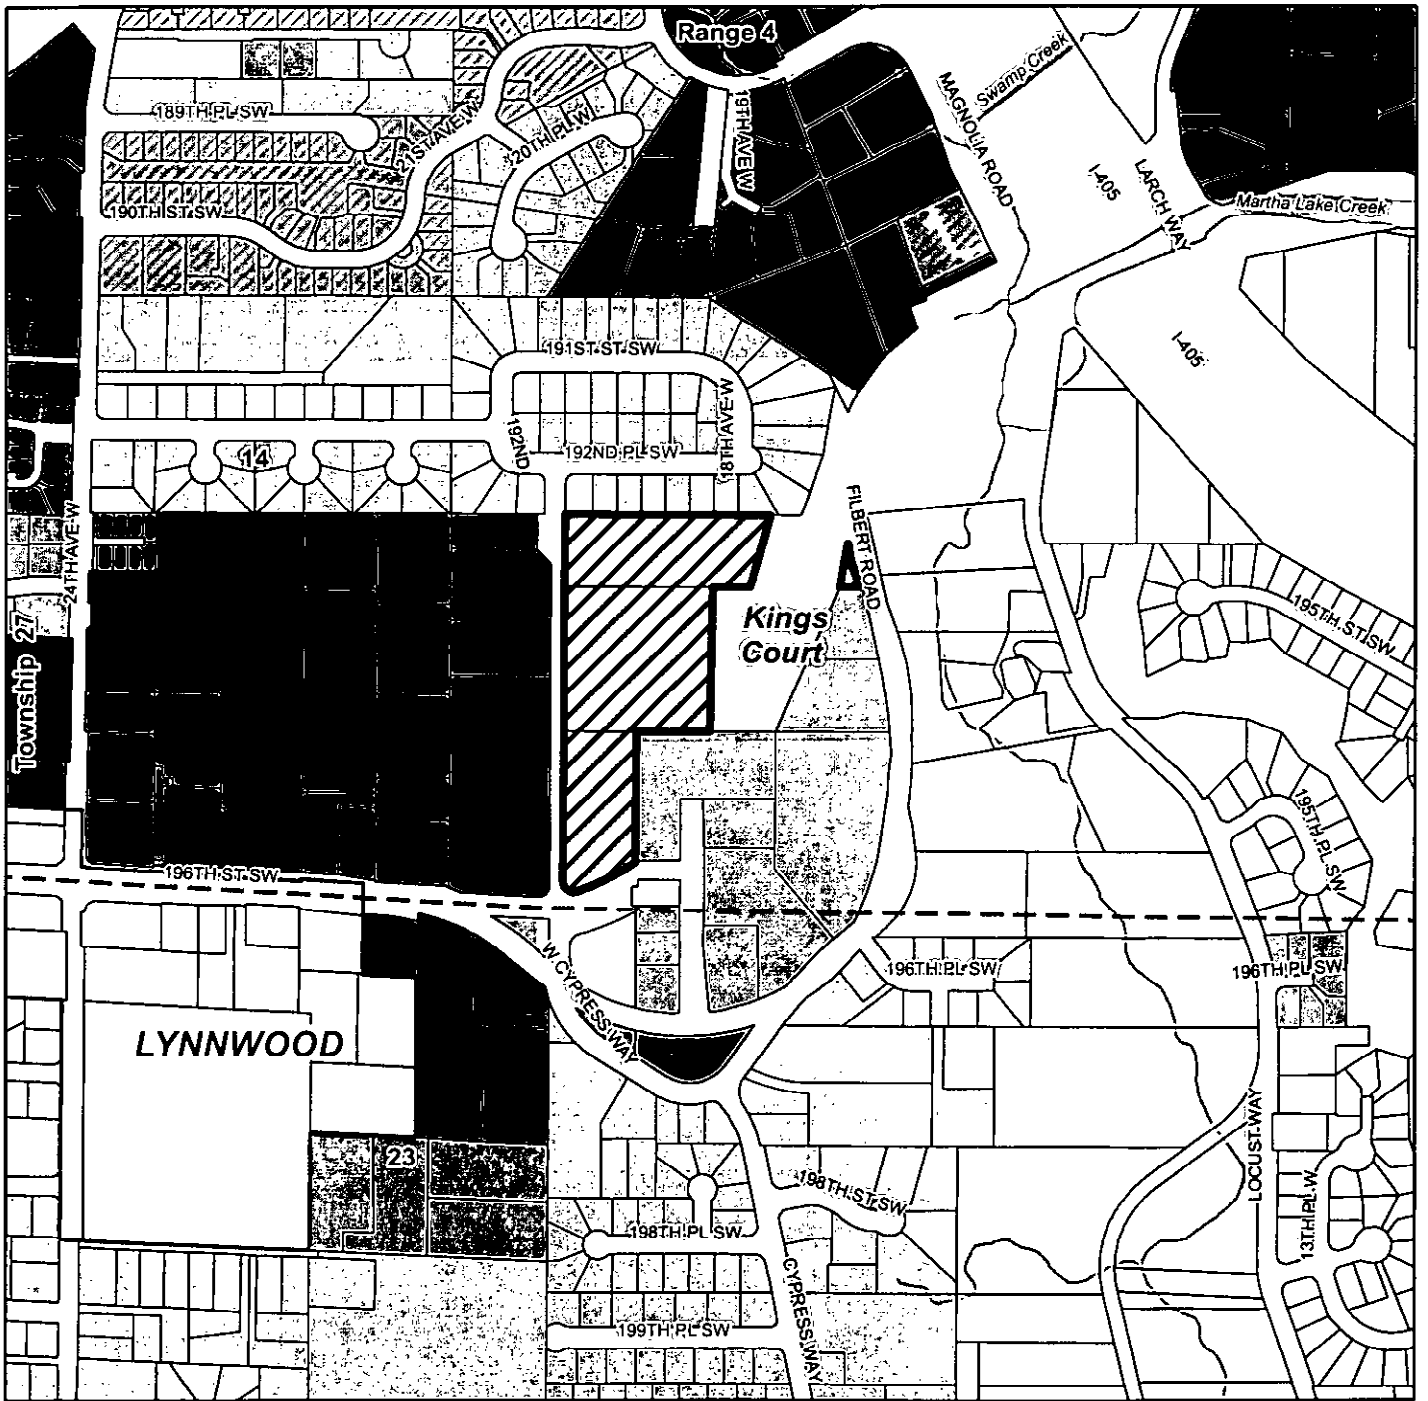 Range 4
Swamp Creek
MAGNOLIA ROAD
189TH PL SW
21ST AVE W
20TH PL W
19TH AVE W
I-405
LARCH WAY
Martha Lake Creek
190TH ST SW
I-405
191ST ST SW
18TH AVE W
192ND
192ND PL SW
14
24TH AVE W
FILBERT ROAD
Township 27
Kings
Court
195TH ST SW
195TH PL SW
196TH ST SW
W CYPRESS WAY
196TH PL SW
196TH PL SW
LYNNWOOD
23
LOCUST WAY
198TH ST SW
198TH PL SW
13TH PL W
CYPRESS WAY
199TH PL SW